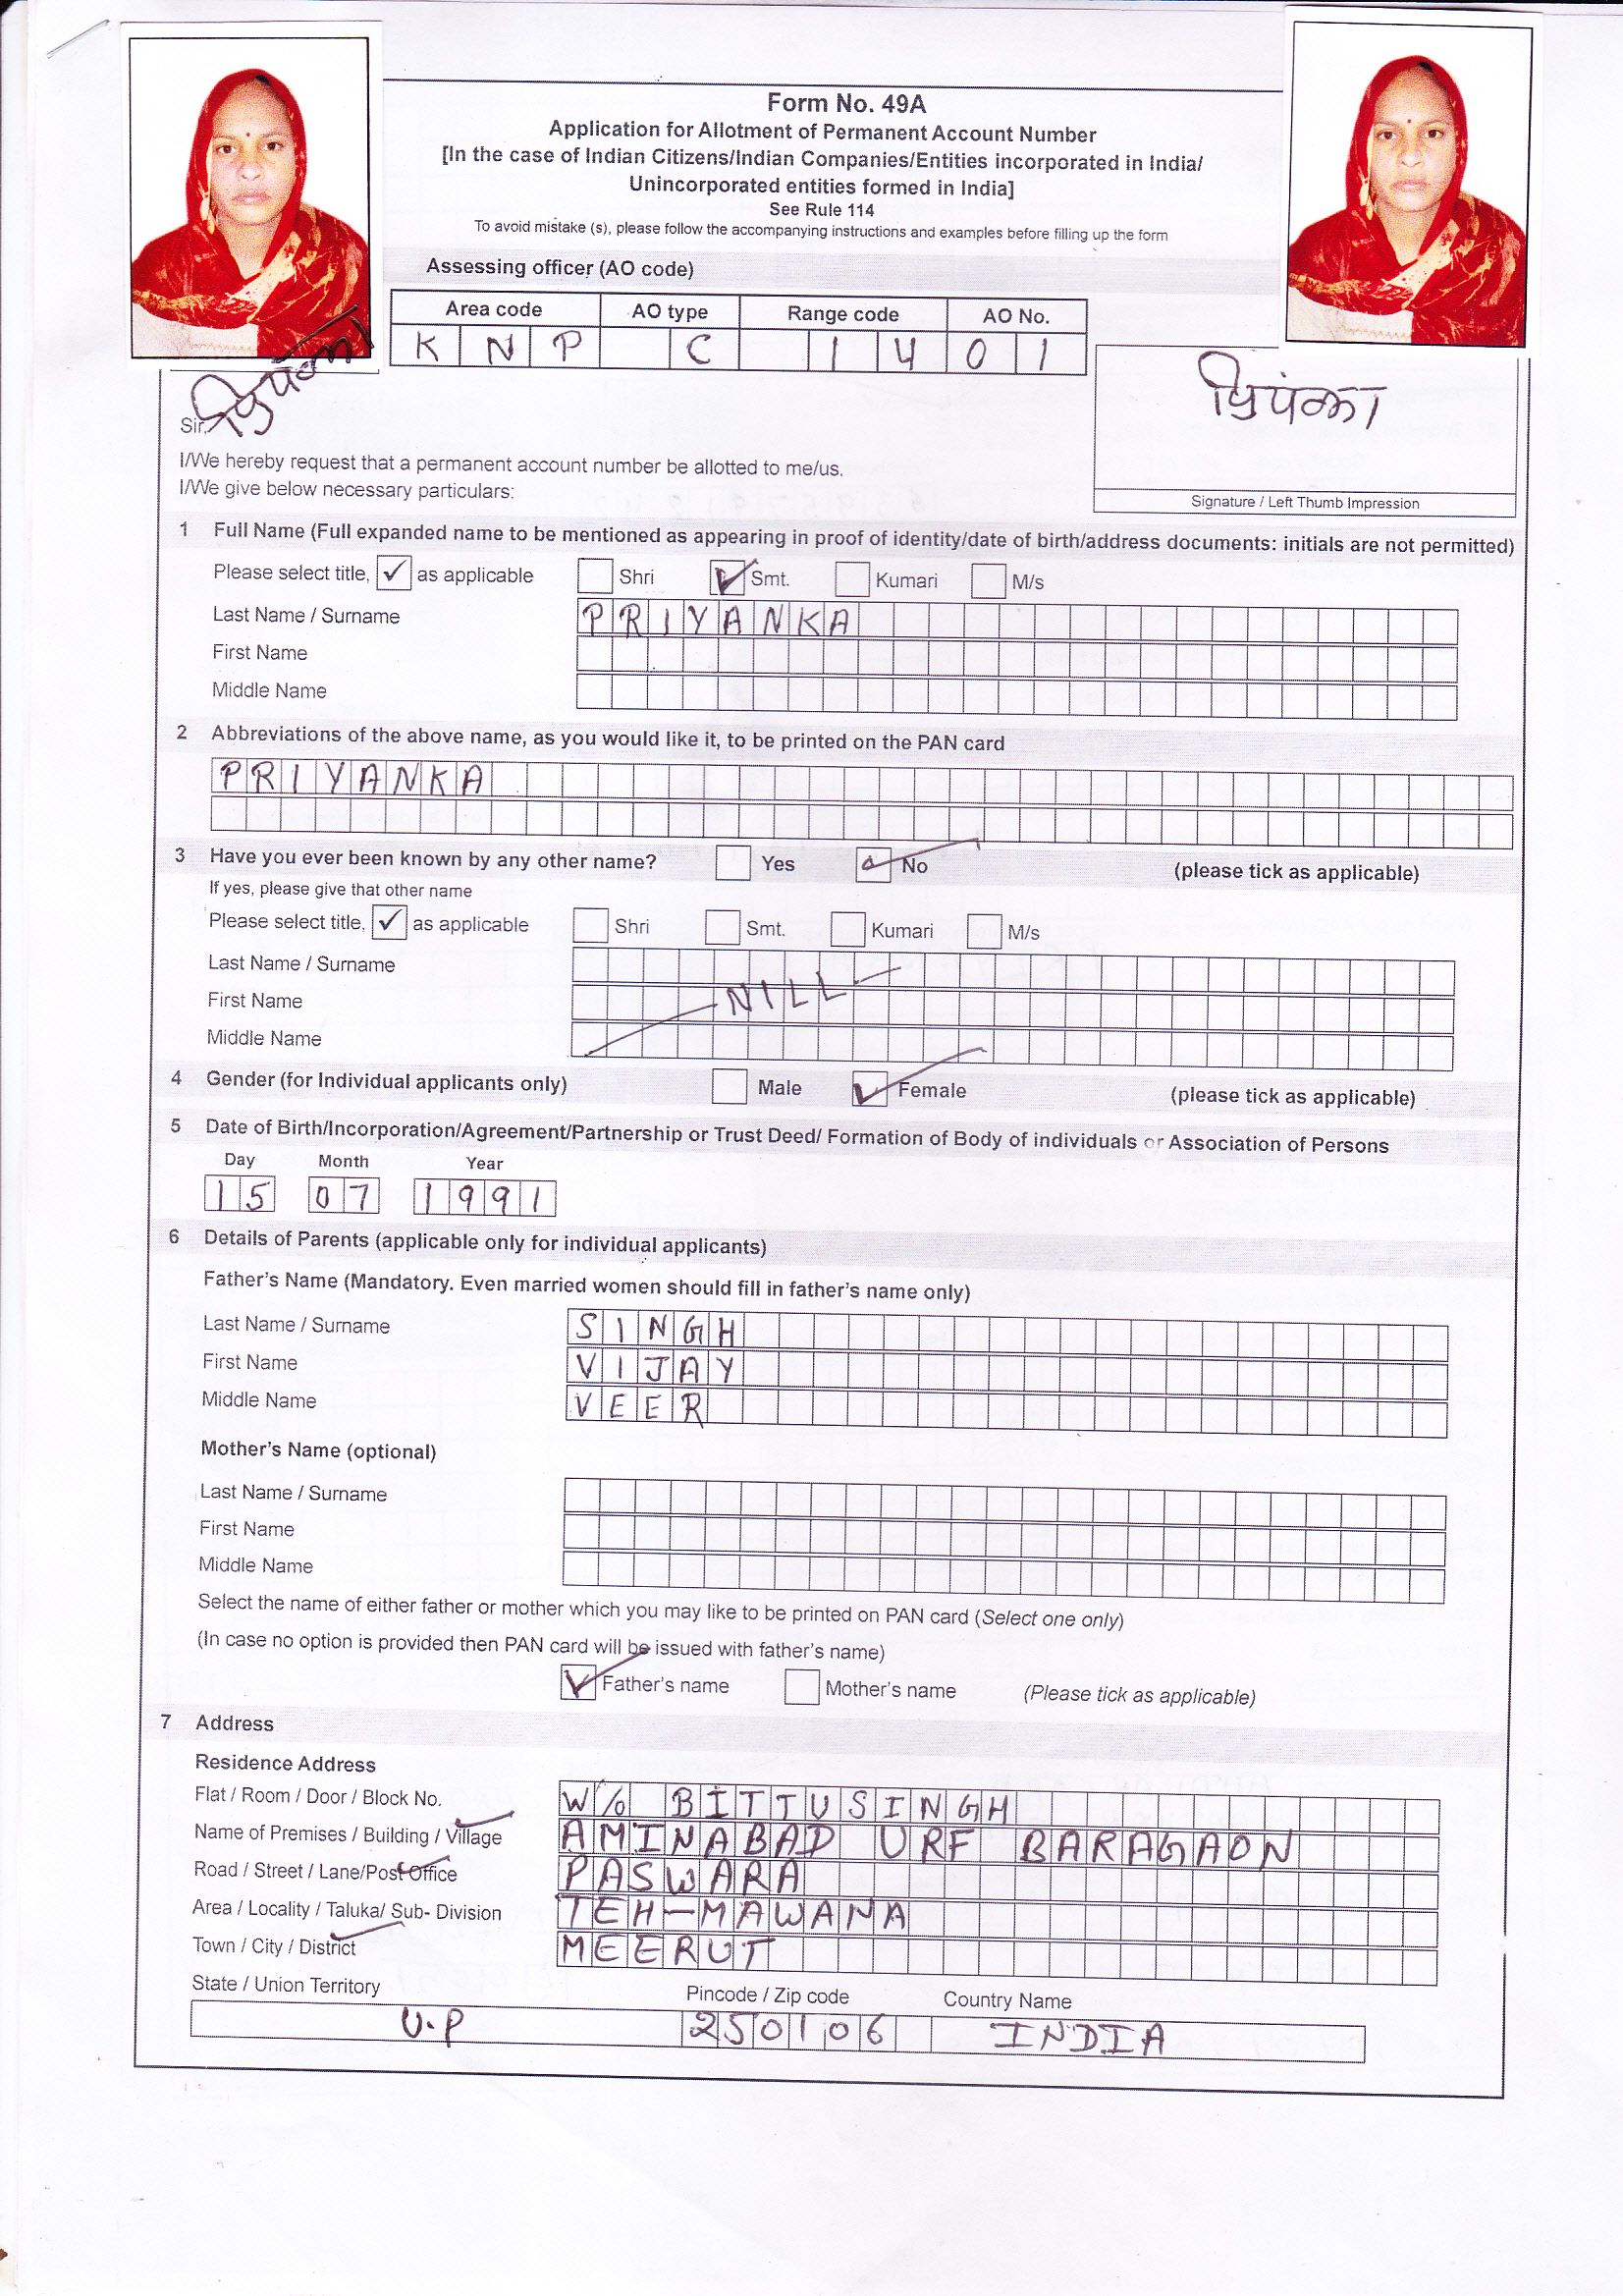 Form No. 49A
Application for Allotment of Permanent Account Number
[In the case of Indian Citizens/Indian Companies/Entities incorporated in India/
Unincorporated entities formed in India]
See Rule 114
To avoid mistake (s), please follow the accompanying instructions and examples before filling up the form
Assessing officer (AO code)
Area code AO type Range code AO No.
K N P C 1 4 0 1
प्रियंका
प्रियंका
Sir,
I/We hereby request that a permanent account number be allotted to me/us.
I/We give below necessary particulars:
Signature / Left Thumb Impression
1 Full Name (Full expanded name to be mentioned as appearing in proof of identity/date of birth/address documents: initials are not permitted)
Please select title, ✓ as applicable Shri ✓ Smt. Kumari M/s
Last Name / Surname PRIYANKA
First Name
Middle Name
2 Abbreviations of the above name, as you would like it, to be printed on the PAN card
PRIYANKA
3 Have you ever been known by any other name? Yes No (please tick as applicable)
If yes, please give that other name
Please select title, ✓ as applicable Shri Smt. Kumari M/s
Last Name / Surname
First Name NILL
Middle Name
4 Gender (for Individual applicants only) Male ✓ Female (please tick as applicable)
5 Date of Birth/Incorporation/Agreement/Partnership or Trust Deed/ Formation of Body of individuals or Association of Persons
Day Month Year
15 07 1991
6 Details of Parents (applicable only for individual applicants)
Father's Name (Mandatory. Even married women should fill in father's name only)
Last Name / Surname SINGH
First Name VIJAY
Middle Name VEER
Mother's Name (optional)
Last Name / Surname
First Name
Middle Name
Select the name of either father or mother which you may like to be printed on PAN card (Select one only)
(In case no option is provided then PAN card will be issued with father's name)
✓ Father's name Mother's name (Please tick as applicable)
7 Address
Residence Address
Flat / Room / Door / Block No. W/o BITTUSINGH
Name of Premises / Building / Village AMINABAD URF BARAGAON
Road / Street / Lane/Post Office PASWARA
Area / Locality / Taluka/ Sub- Division TEH-MAWANA
Town / City / District MEERUT
State / Union Territory Pincode / Zip code Country Name
U.P 250106 INDIA